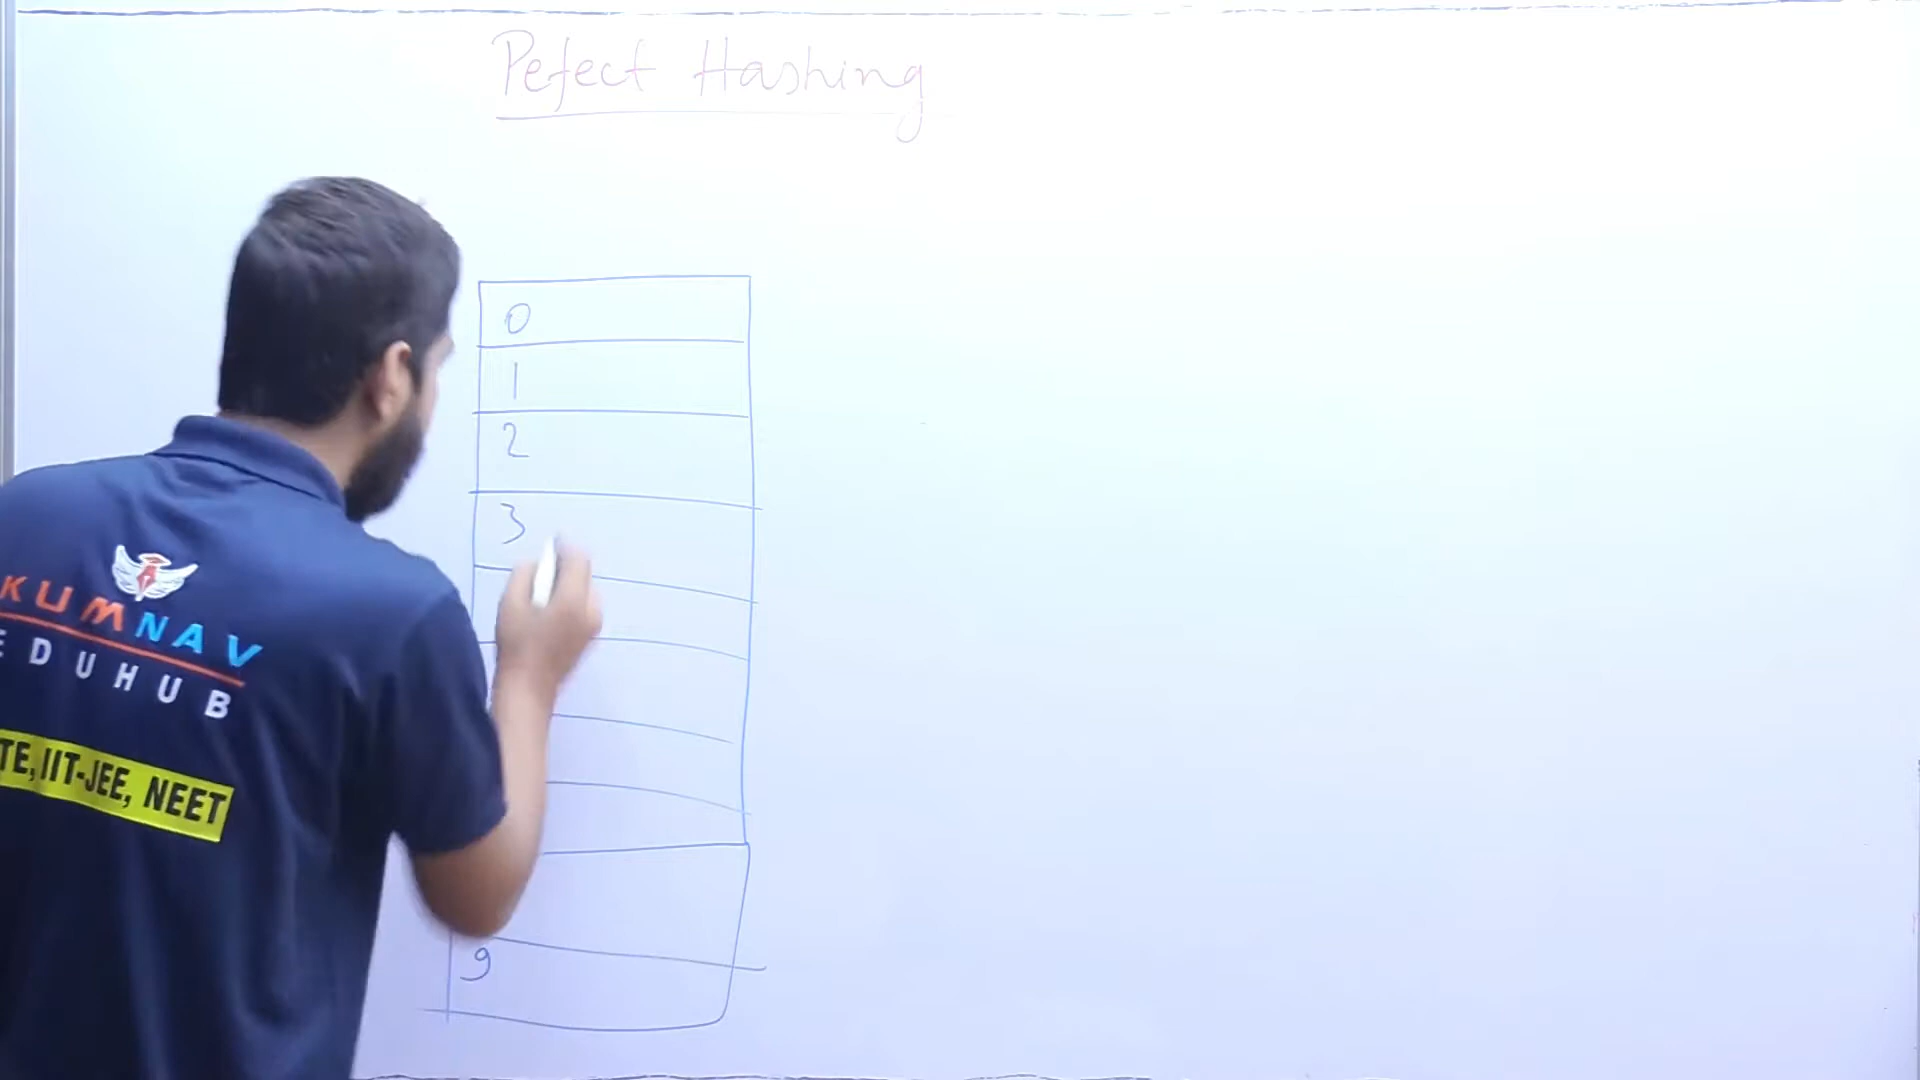 Pefect Hashing
0
1
2
3
9
KUMNAV
EDUHUB
TE, IIT-JEE, NEET